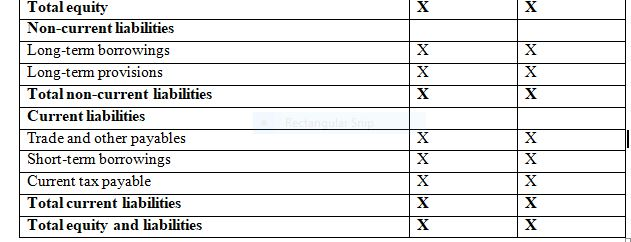 Total equity X X
Non-current liabilities
Long-term borrowings X X
Long-term provisions X X
Total non-current liabilities X X
Current liabilities
Rectangular Snip
Trade and other payables X X
Short-term borrowings X X
Current tax payable X X
Total current liabilities X X
Total equity and liabilities X X